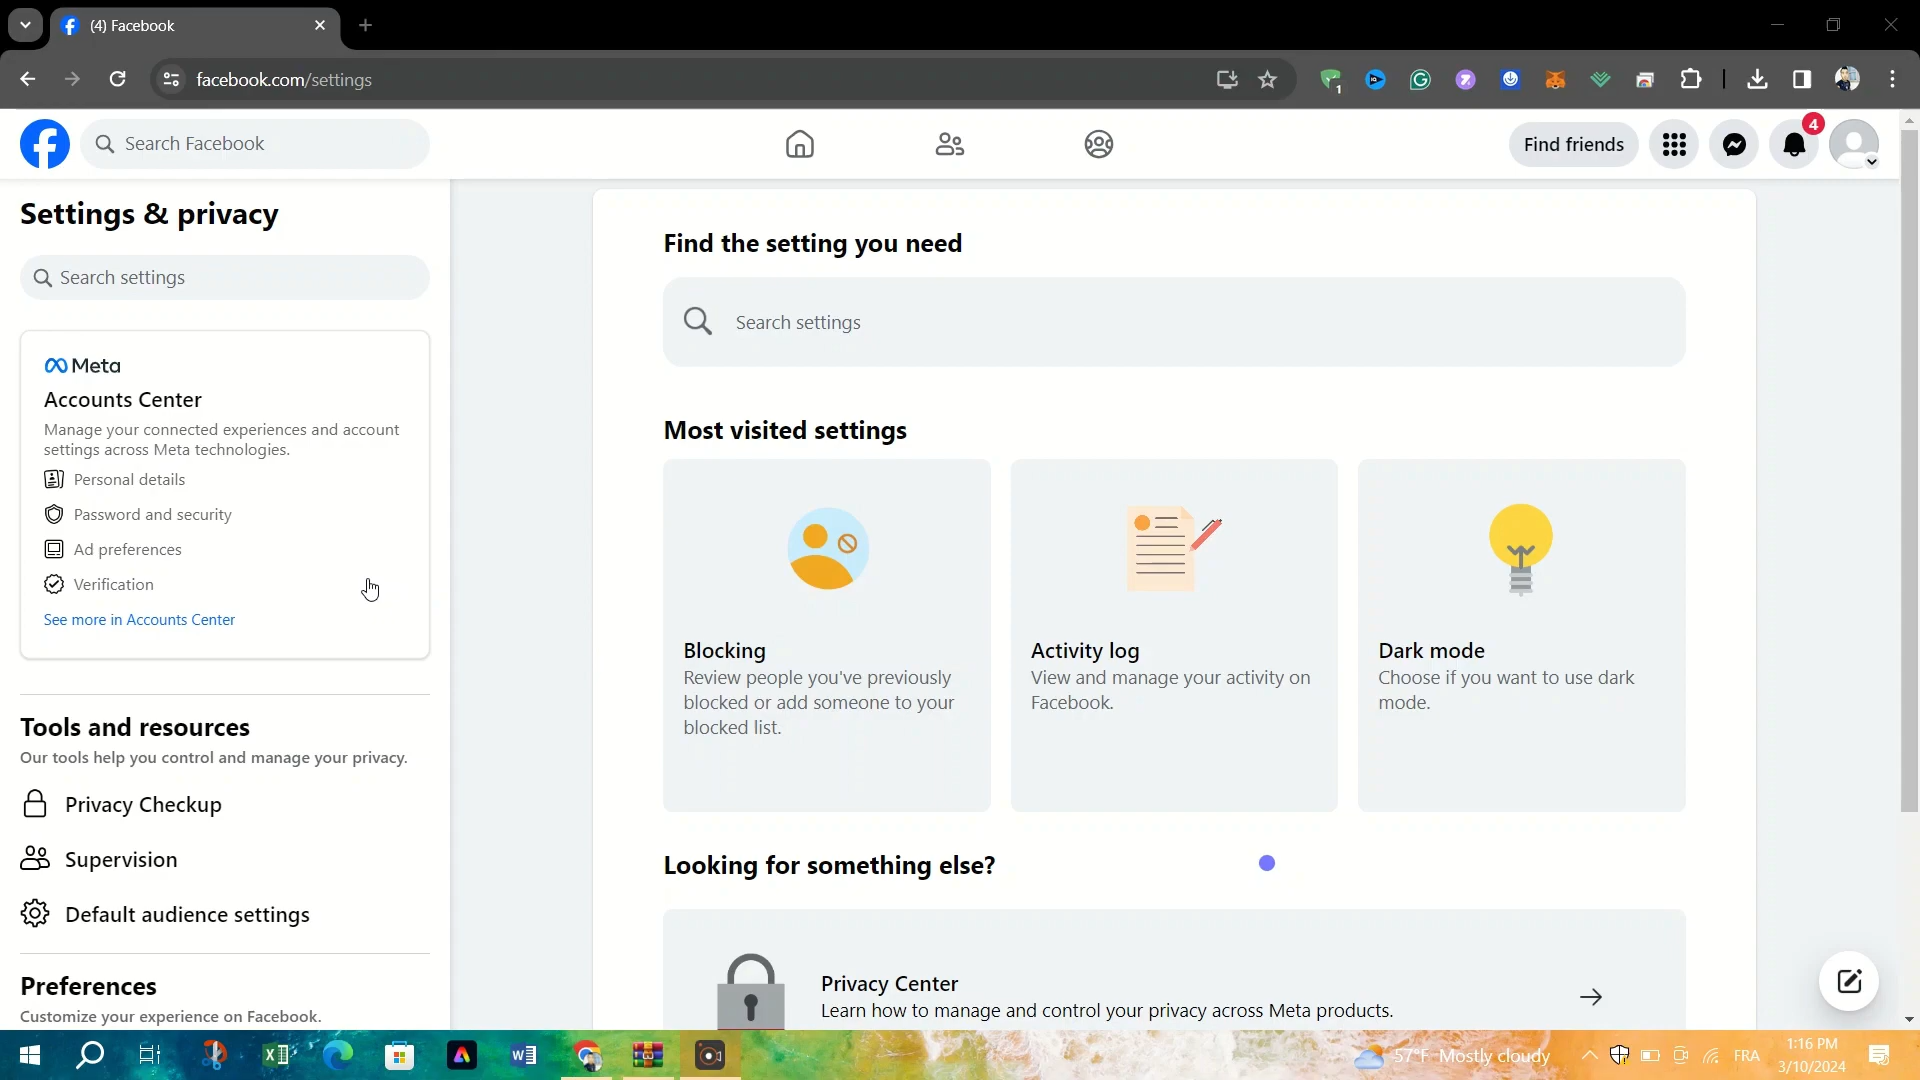 (4) Facebook
facebook.com/settings
1
Search Facebook
Find friends
4
Settings & privacy
Search settings
Meta
Accounts Center
Manage your connected experiences and account
settings across Meta technologies.
Personal details
Password and security
Ad preferences
Verification
See more in Accounts Center
Tools and resources
Our tools help you control and manage your privacy.
Privacy Checkup
Supervision
Default audience settings
Preferences
Customize your experience on Facebook.
Find the setting you need
Search settings
Most visited settings
Blocking
Review people you've previously
blocked or add someone to your
blocked list.
Activity log
View and manage your activity on
Facebook.
Dark mode
Choose if you want to use dark
mode.
Looking for something else?
Privacy Center
Learn how to manage and control your privacy across Meta products.
57°F Mostly cloudy
FRA
1:16 PM
3/10/2024